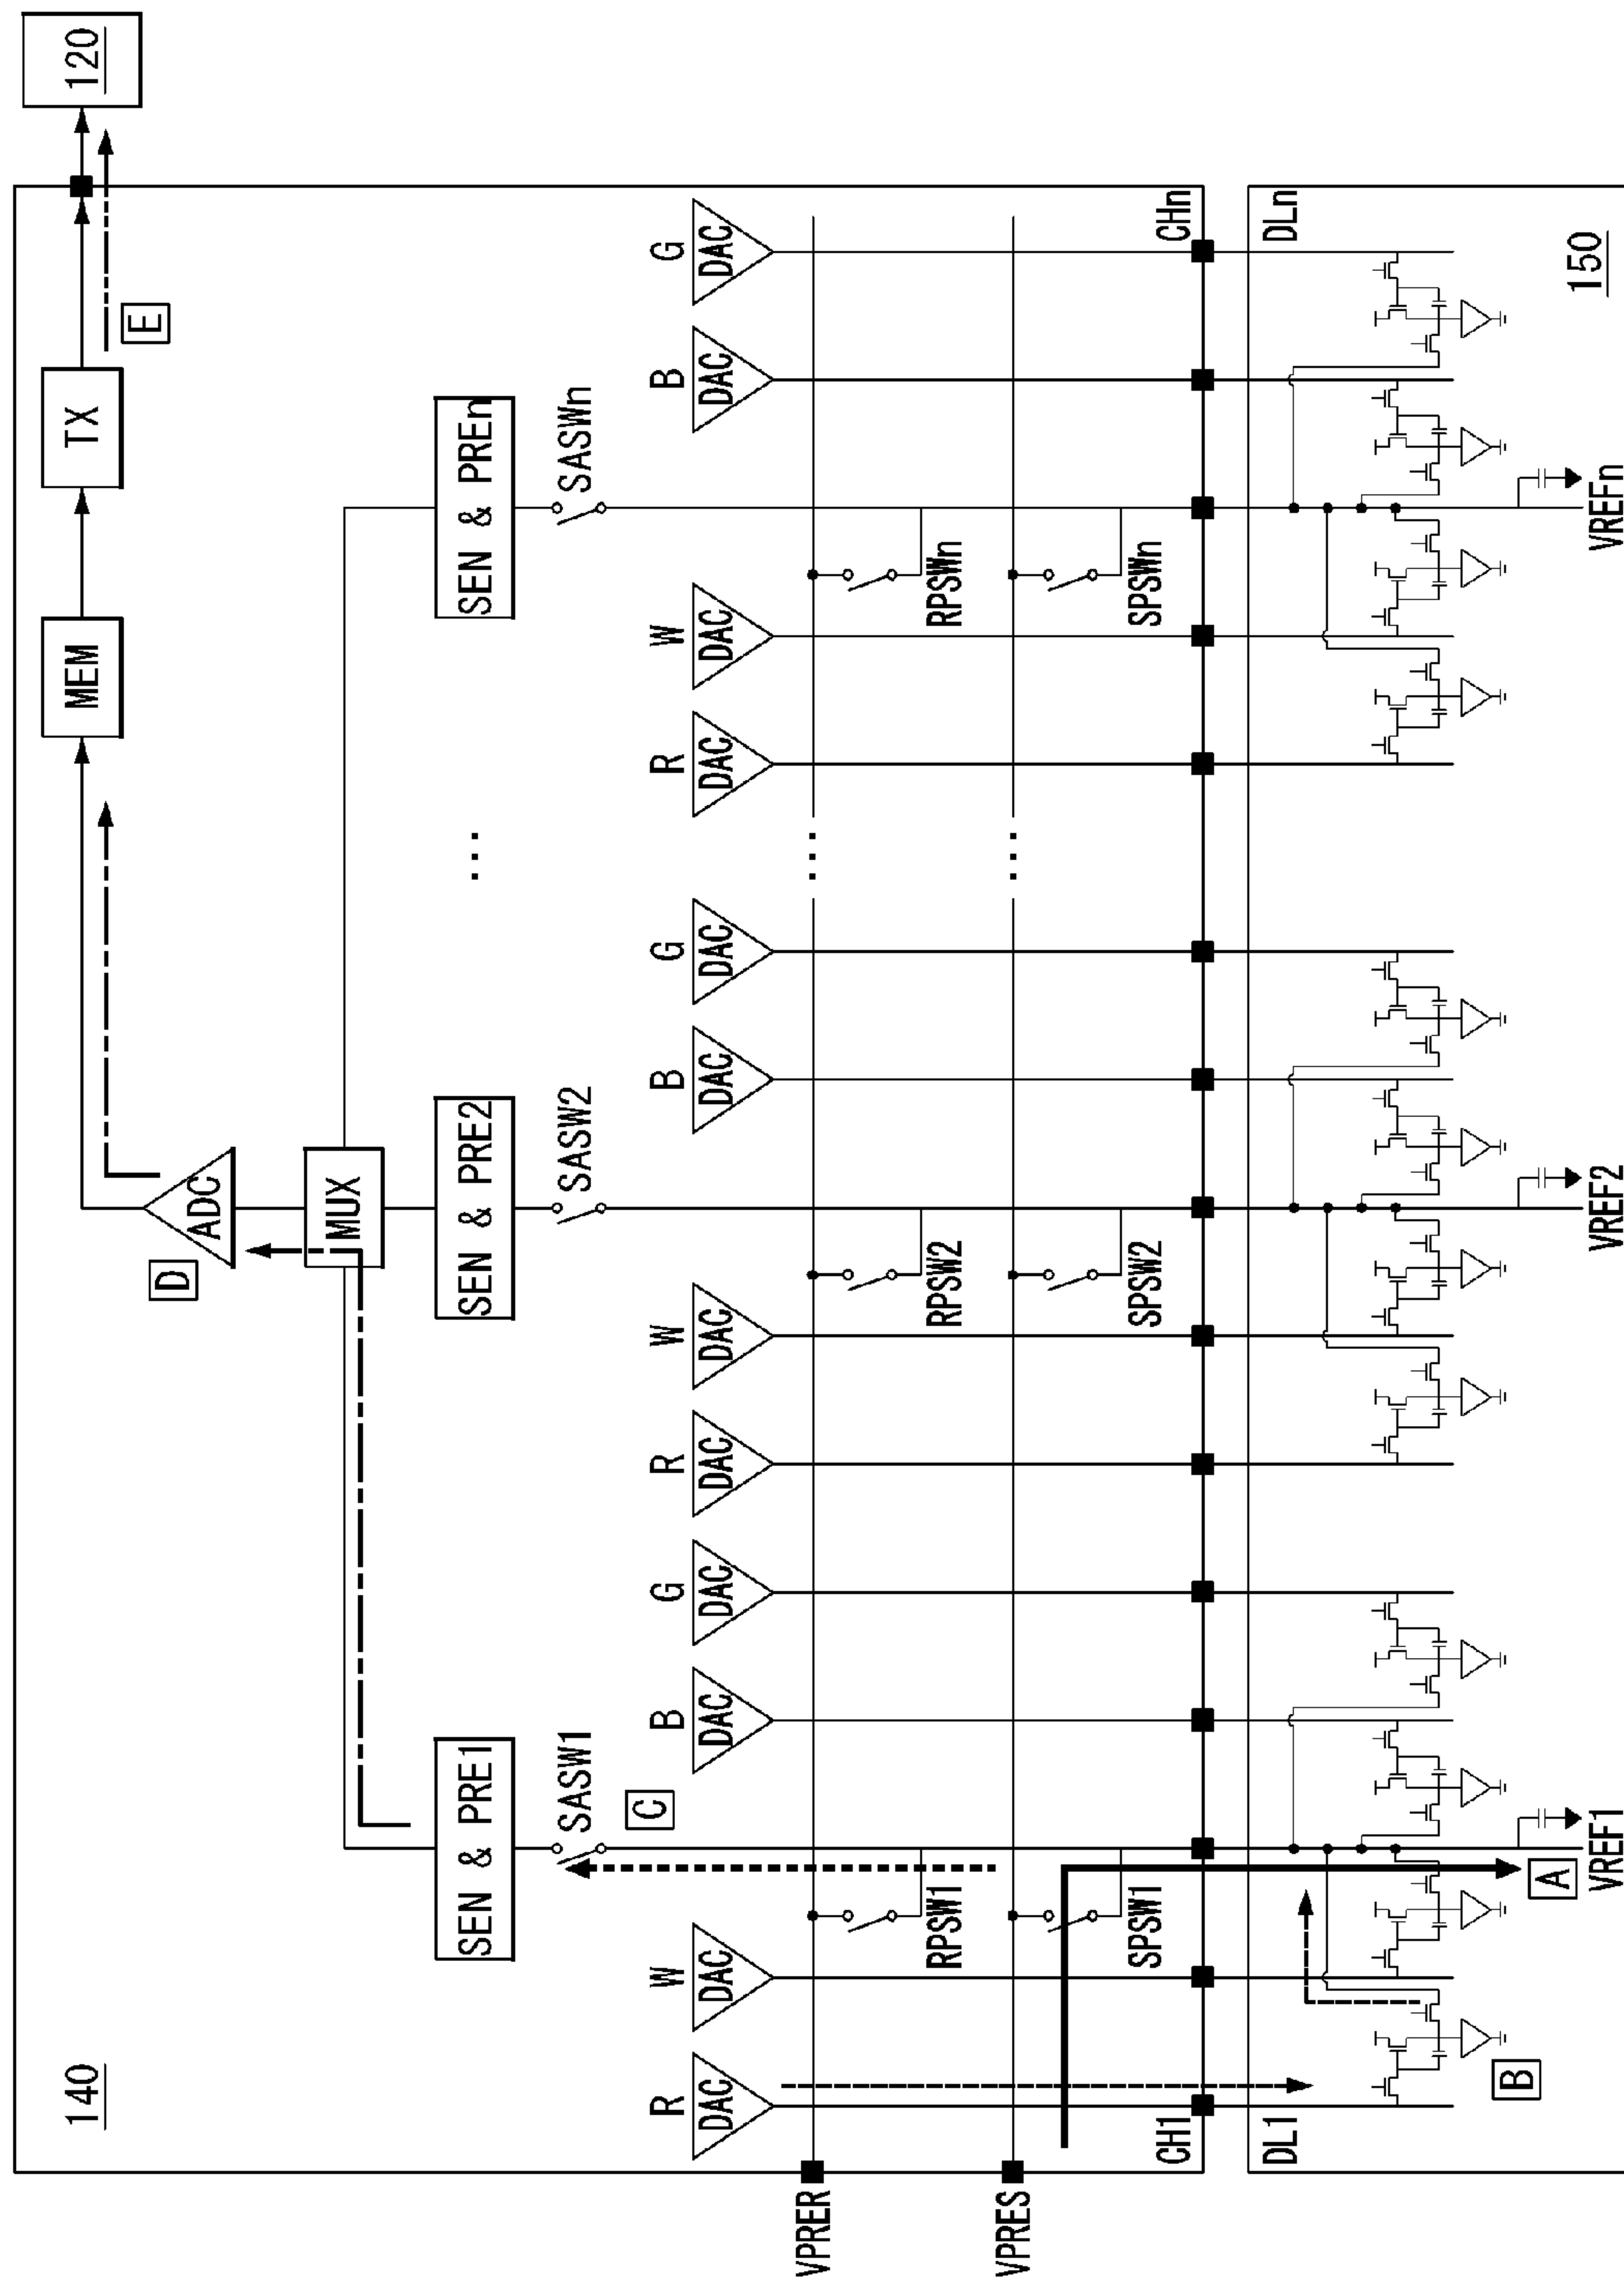 140
120
MEM
TX
E
ADC
D
MUX
SEN & PRE1
SEN & PRE2
...
SEN & PREn
SASW1
SASW2
SASWn
C
R
W
B
G
R
W
B
G
R
W
B
G
DAC
DAC
DAC
DAC
DAC
DAC
DAC
DAC
DAC
DAC
DAC
DAC
VPRER
...
RPSW1
RPSW2
RPSWn
VPRES
...
SPSW1
SPSW2
SPSWn
CH1
CHn
DL1
DLn
B
A
VREF1
VREF2
VREFn
150